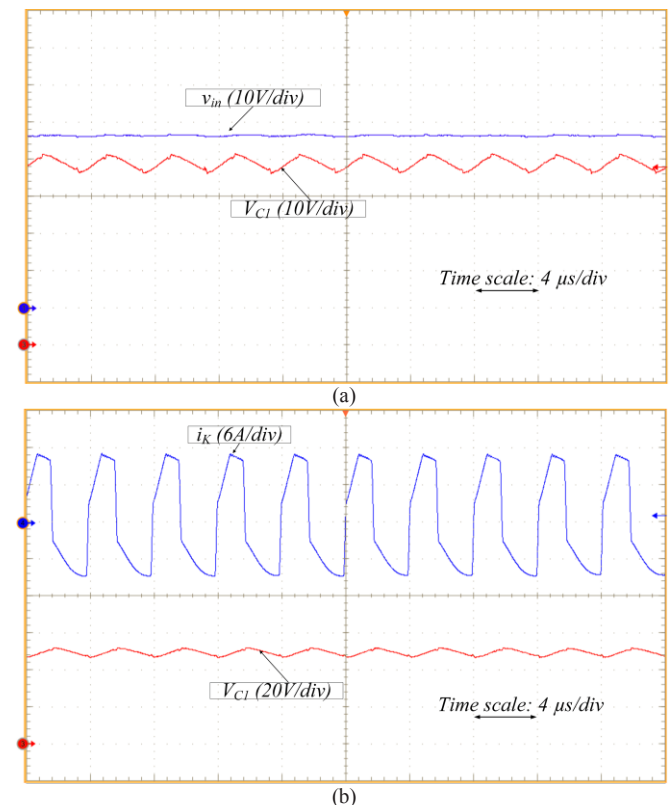 v_in (10V/div)
V_C1 (10V/div)
Time scale: 4 μs/div
(a)
i_K (6A/div)
V_C1 (20V/div)
Time scale: 4 μs/div
(b)